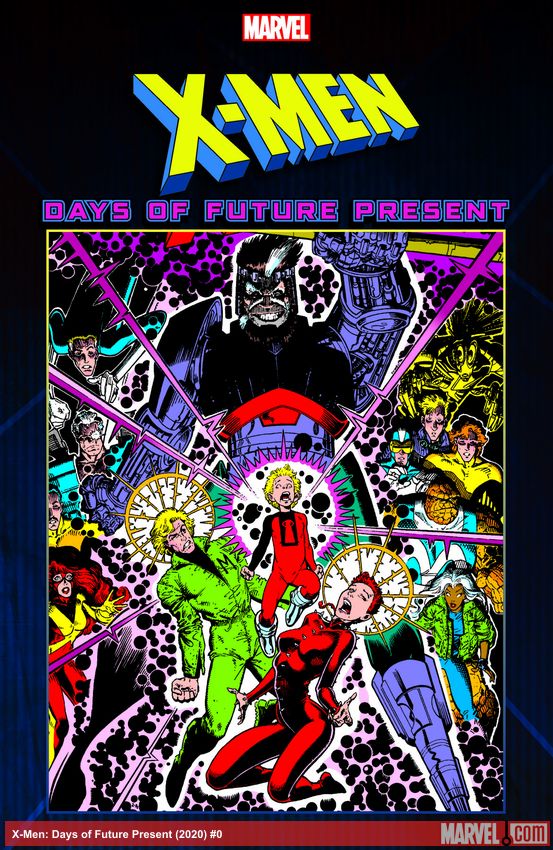 MARVEL
X-MEN
DAYS OF FUTURE PRESENT
X-Men: Days of Future Present (2020) #0
MARVEL.com